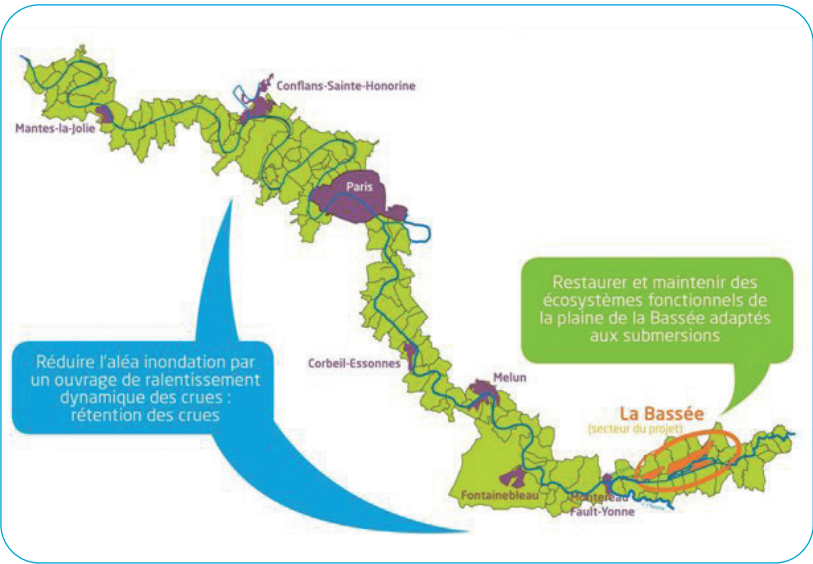 Conflans-Sainte-Honorine
Mantes-la-Jolie
Paris
Restaurer et maintenir des
écosystèmes fonctionnels de
la plaine de la Bassée adaptés
aux submersions
Réduire l'aléa inondation par
un ouvrage de ralentissement
dynamique des crues :
rétention des crues
Corbeil-Essonnes
Melun
La Bassée
(secteur du projet)
Fontainebleau
Montereau
Fault-Yonne